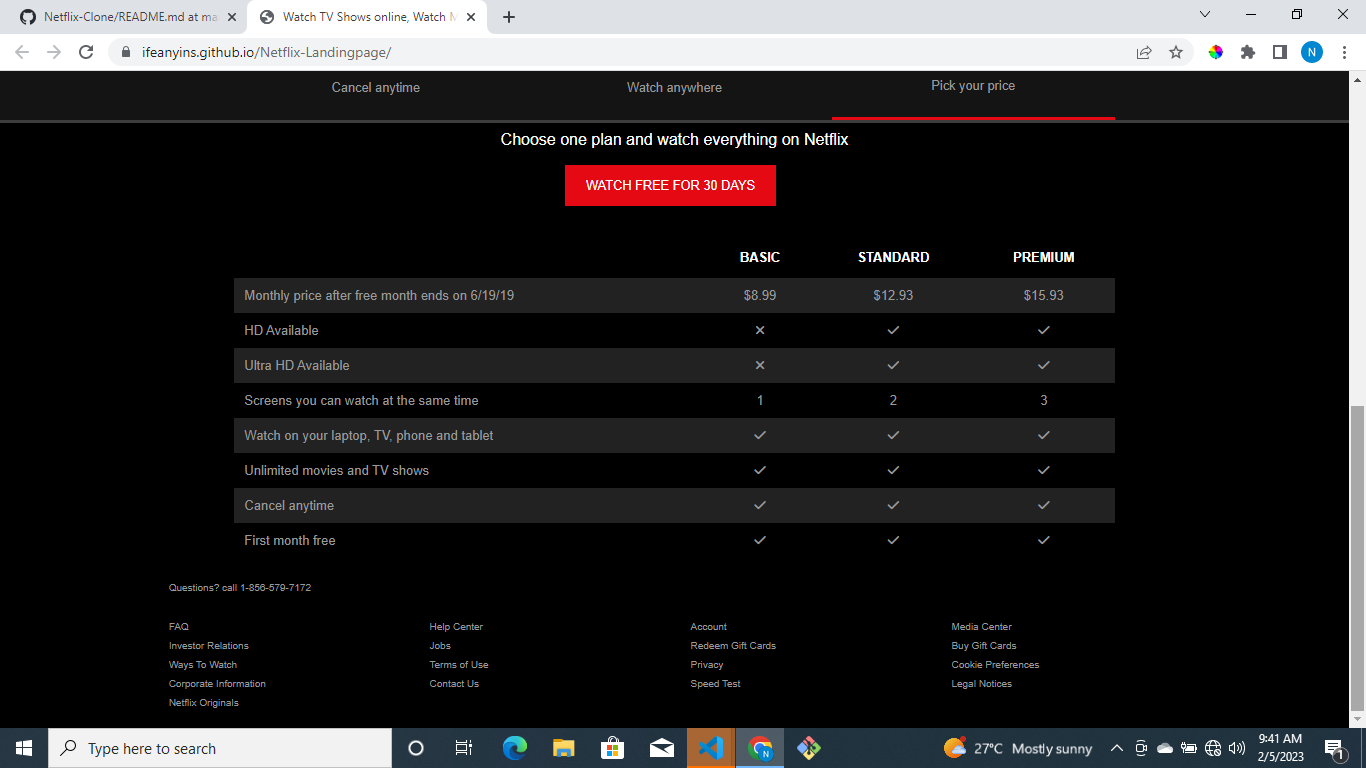 Netflix-Clone/README.md at ma
Watch TV Shows online, Watch M
ifeanyins.github.io/Netflix-Landingpage/
N
Cancel anytime Watch anywhere Pick your price
Choose one plan and watch everything on Netflix
WATCH FREE FOR 30 DAYS
BASIC STANDARD PREMIUM
Monthly price after free month ends on 6/19/19 $8.99 $12.93 $15.93
HD Available
Ultra HD Available
Screens you can watch at the same time 1 2 3
Watch on your laptop, TV, phone and tablet
Unlimited movies and TV shows
Cancel anytime
First month free
Questions? call 1-856-579-7172
FAQ Help Center Account Media Center
Investor Relations Jobs Redeem Gift Cards Buy Gift Cards
Ways To Watch Terms of Use Privacy Cookie Preferences
Corporate Information Contact Us Speed Test Legal Notices
Netflix Originals
Type here to search
N
27°C Mostly sunny
9:41 AM
2/5/2023
1